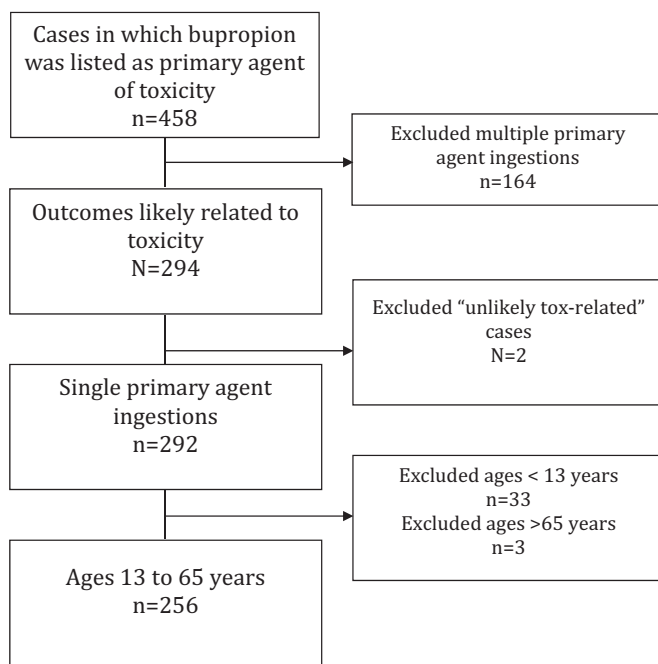 Cases in which bupropion
was listed as primary agent
of toxicity
n=458
Excluded multiple primary
agent ingestions
n=164
Outcomes likely related to
toxicity
N=294
Excluded “unlikely tox-related”
cases
N=2
Single primary agent
ingestions
n=292
Excluded ages < 13 years
n=33
Excluded ages >65 years
n=3
Ages 13 to 65 years
n=256